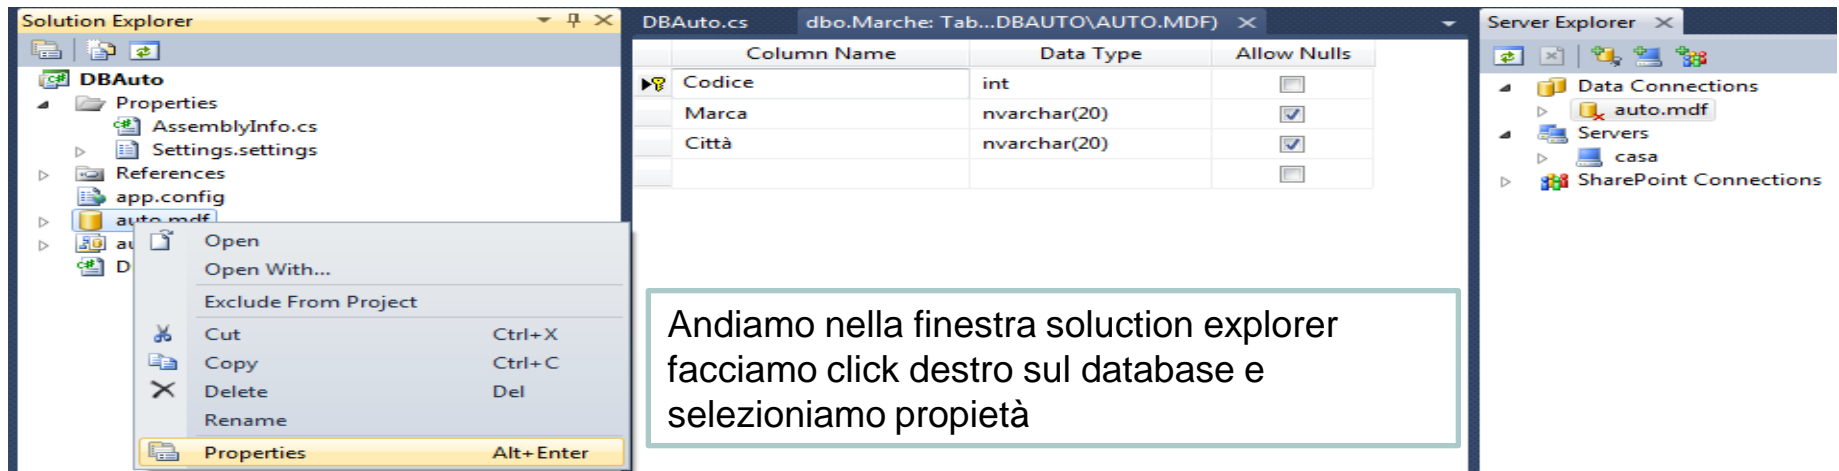 Solution Explorer
DBAuto
Properties
AssemblyInfo.cs
Settings.settings
References
app.config
auto.mdf
au
D
Open
Open With...
Exclude From Project
Cut Ctrl+X
Copy Ctrl+C
Delete Del
Rename
Properties Alt+Enter
DBAuto.cs dbo.Marche: Tab...DBAUTO\AUTO.MDF)
Column Name Data Type Allow Nulls
Codice int
Marca nvarchar(20)
Città nvarchar(20)
Andiamo nella finestra soluction explorer
facciamo click destro sul database e
selezioniamo propietà
Server Explorer
Data Connections
auto.mdf
Servers
casa
SharePoint Connections